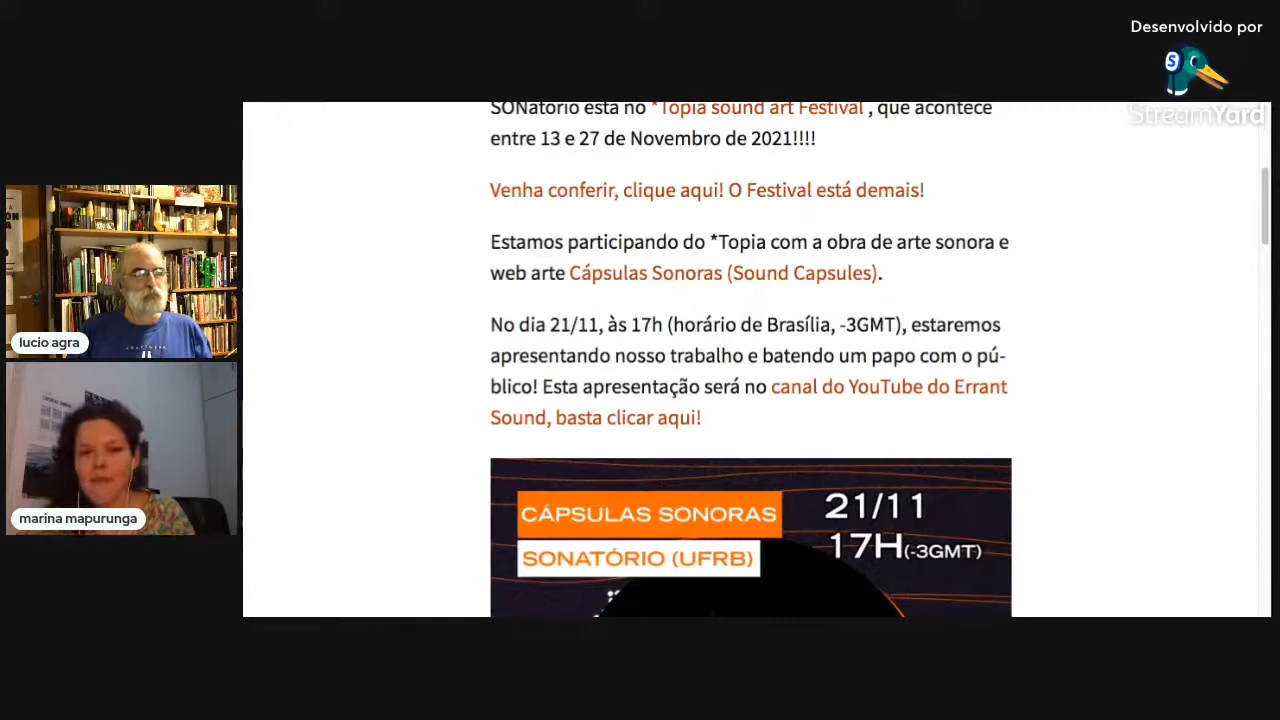 Desenvolvido por
StreamYard
SONatório está no *Topia sound art Festival , que acontece
entre 13 e 27 de Novembro de 2021!!!!
Venha conferir, clique aqui! O Festival está demais!
Estamos participando do *Topia com a obra de arte sonora e
web arte Cápsulas Sonoras (Sound Capsules).
No dia 21/11, às 17h (horário de Brasília, -3GMT), estaremos
apresentando nosso trabalho e batendo um papo com o pú-
blico! Esta apresentação será no canal do YouTube do Errant
Sound, basta clicar aqui!
CÁPSULAS SONORAS
SONATÓRIO (UFRB)
21/11
17H(-3GMT)
lucio agra
marina mapurunga